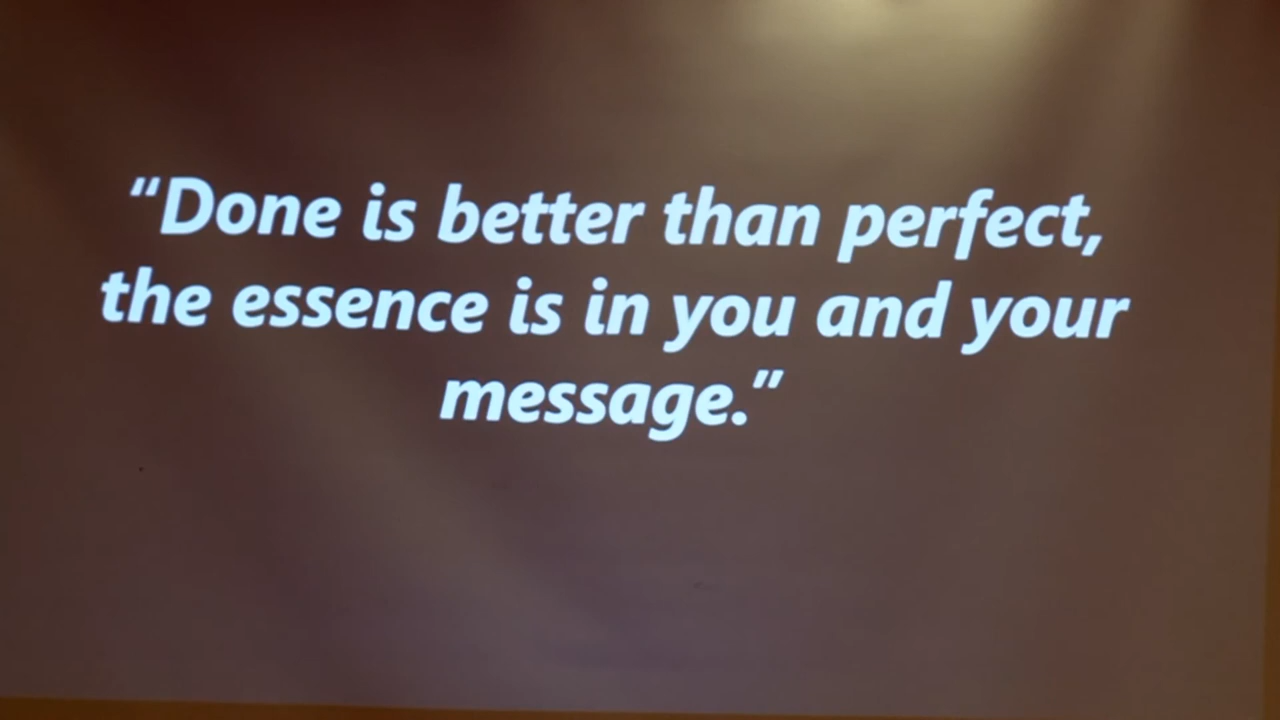 “Done is better than perfect,
the essence is in you and your
message.”